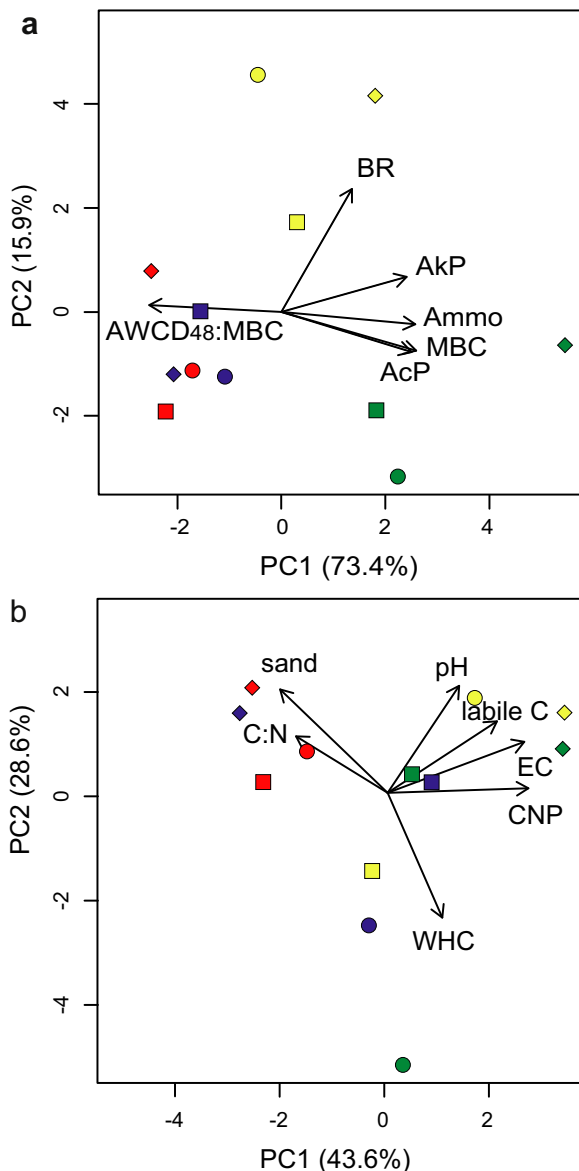 a
4
2
0
-2
PC2 (15.9%)
BR
AkP
Ammo
MBC
AcP
AWCD48:MBC
-2
0
2
4
PC1 (73.4%)
b
2
0
-2
-4
PC2 (28.6%)
sand
C:N
pH
labile C
EC
CNP
WHC
-4
-2
0
2
PC1 (43.6%)